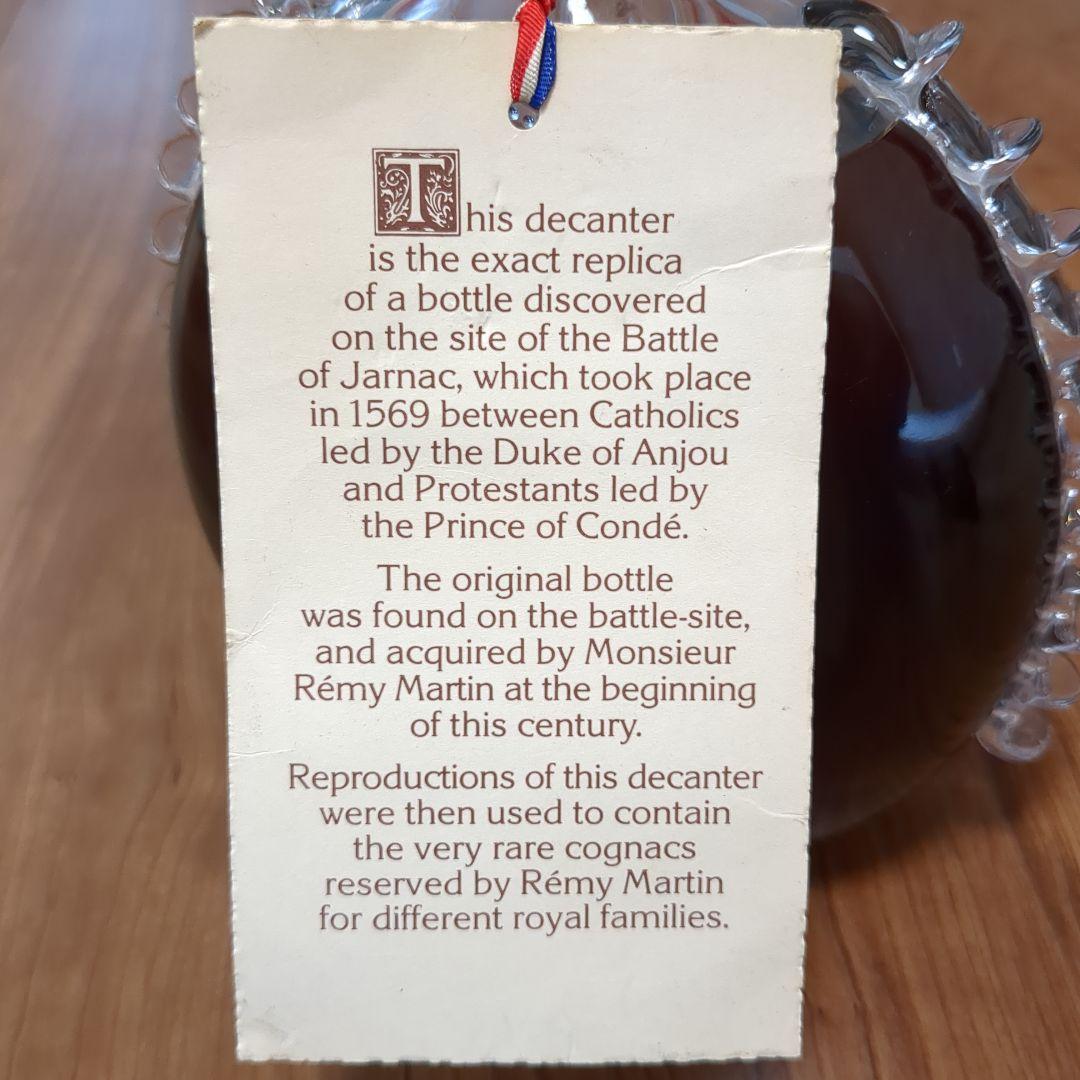 This decanter
is the exact replica
of a bottle discovered
on the site of the Battle
of Jarnac, which took place
in 1569 between Catholics
led by the Duke of Anjou
and Protestants led by
the Prince of Condé.
The original bottle
was found on the battle-site,
and acquired by Monsieur
Rémy Martin at the beginning
of this century.
Reproductions of this decanter
were then used to contain
the very rare cognacs
reserved by Rémy Martin
for different royal families.